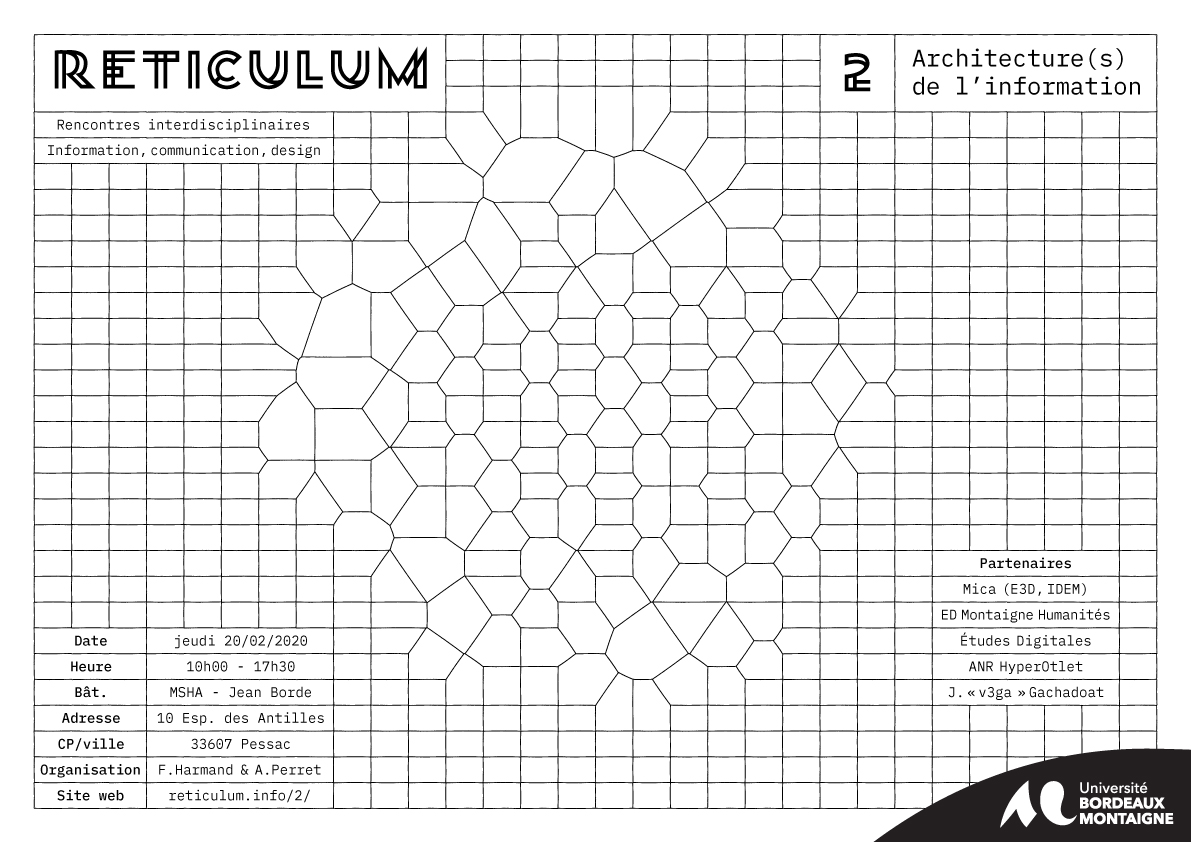 RETICULUM
2
Architecture(s)
de l’information
Rencontres interdisciplinaires
Information, communication, design
Partenaires
Mica (E3D, IDEM)
ED Montaigne Humanités
Études Digitales
ANR HyperOtlet
J. « v3ga » Gachadoat
Date jeudi 20/02/2020
Heure 10h00 - 17h30
Bât. MSHA - Jean Borde
Adresse 10 Esp. des Antilles
CP/ville 33607 Pessac
Organisation F.Harmand & A.Perret
Site web reticulum.info/2/
Université
BORDEAUX
MONTAIGNE